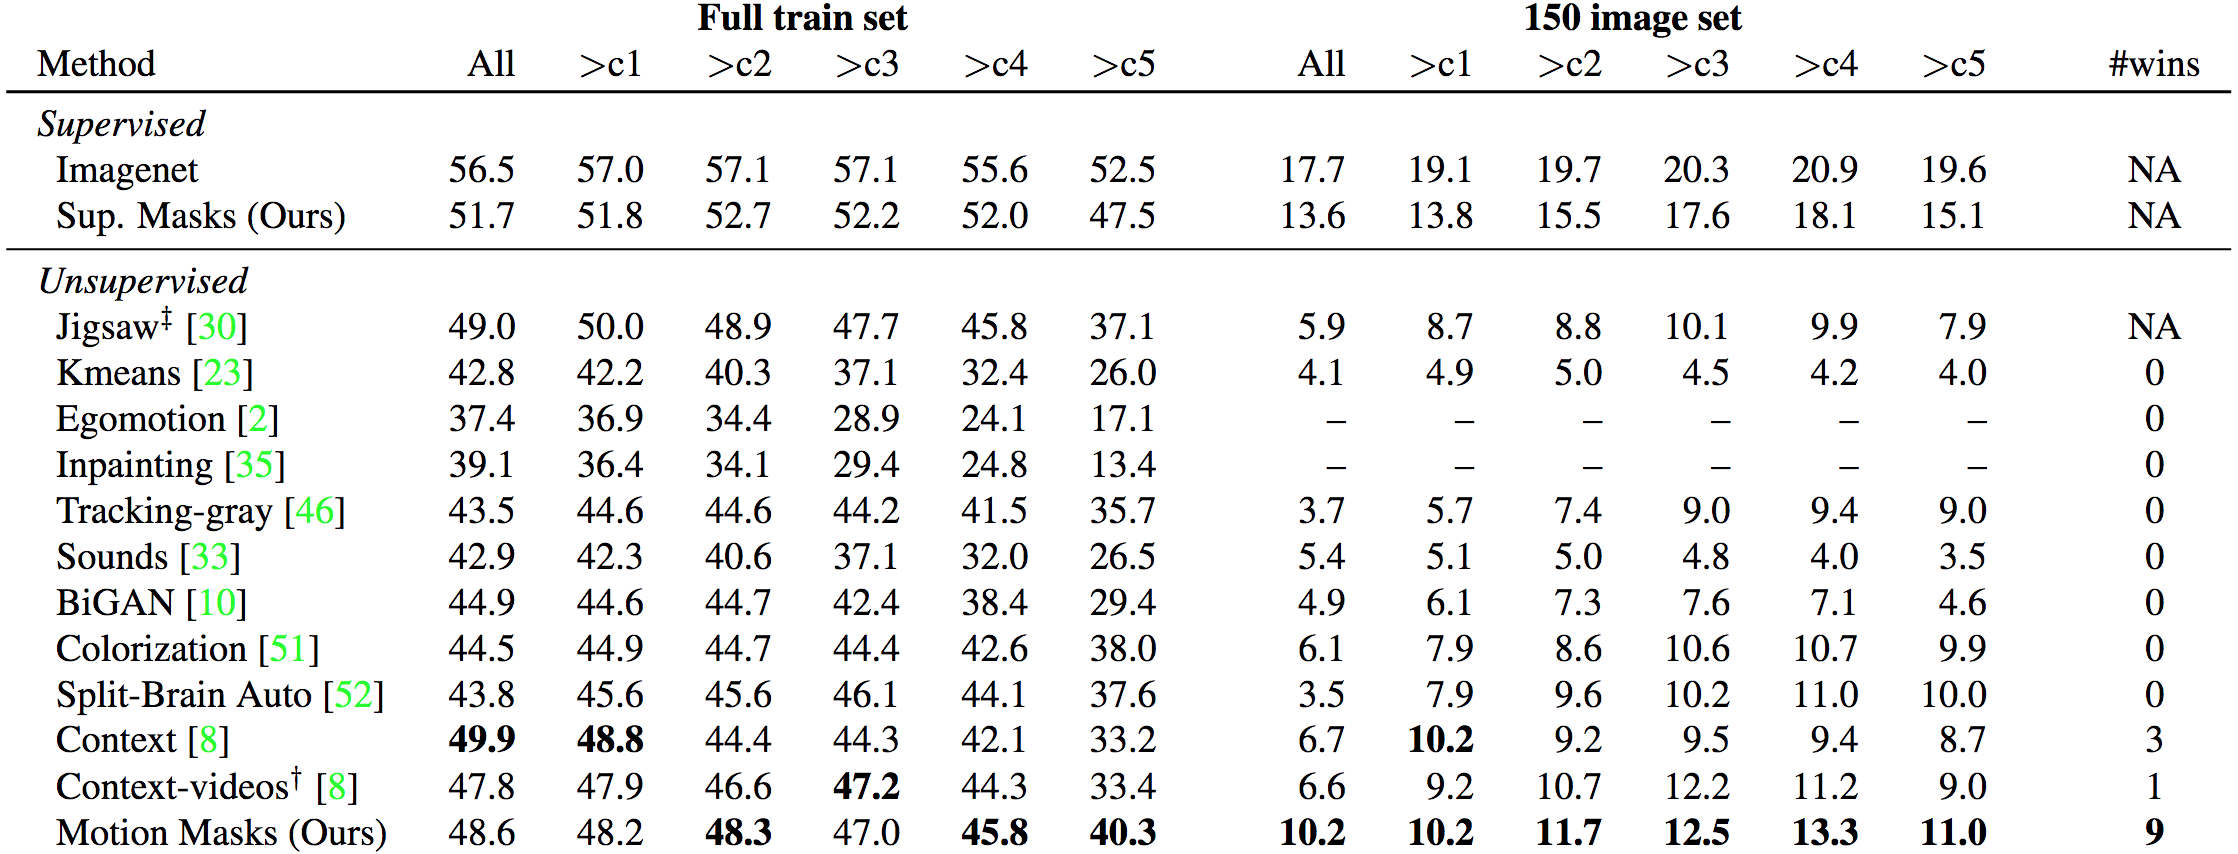 Full train set 150 image set
Method All >c1 >c2 >c3 >c4 >c5 All >c1 >c2 >c3 >c4 >c5 #wins
Supervised
Imagenet 56.5 57.0 57.1 57.1 55.6 52.5 17.7 19.1 19.7 20.3 20.9 19.6 NA
Sup. Masks (Ours) 51.7 51.8 52.7 52.2 52.0 47.5 13.6 13.8 15.5 17.6 18.1 15.1 NA
Unsupervised
Jigsaw‡ [30] 49.0 50.0 48.9 47.7 45.8 37.1 5.9 8.7 8.8 10.1 9.9 7.9 NA
Kmeans [23] 42.8 42.2 40.3 37.1 32.4 26.0 4.1 4.9 5.0 4.5 4.2 4.0 0
Egomotion [2] 37.4 36.9 34.4 28.9 24.1 17.1 – – – – – – 0
Inpainting [35] 39.1 36.4 34.1 29.4 24.8 13.4 – – – – – – 0
Tracking-gray [46] 43.5 44.6 44.6 44.2 41.5 35.7 3.7 5.7 7.4 9.0 9.4 9.0 0
Sounds [33] 42.9 42.3 40.6 37.1 32.0 26.5 5.4 5.1 5.0 4.8 4.0 3.5 0
BiGAN [10] 44.9 44.6 44.7 42.4 38.4 29.4 4.9 6.1 7.3 7.6 7.1 4.6 0
Colorization [51] 44.5 44.9 44.7 44.4 42.6 38.0 6.1 7.9 8.6 10.6 10.7 9.9 0
Split-Brain Auto [52] 43.8 45.6 45.6 46.1 44.1 37.6 3.5 7.9 9.6 10.2 11.0 10.0 0
Context [8] 49.9 48.8 44.4 44.3 42.1 33.2 6.7 10.2 9.2 9.5 9.4 8.7 3
Context-videos† [8] 47.8 47.9 46.6 47.2 44.3 33.4 6.6 9.2 10.7 12.2 11.2 9.0 1
Motion Masks (Ours) 48.6 48.2 48.3 47.0 45.8 40.3 10.2 10.2 11.7 12.5 13.3 11.0 9